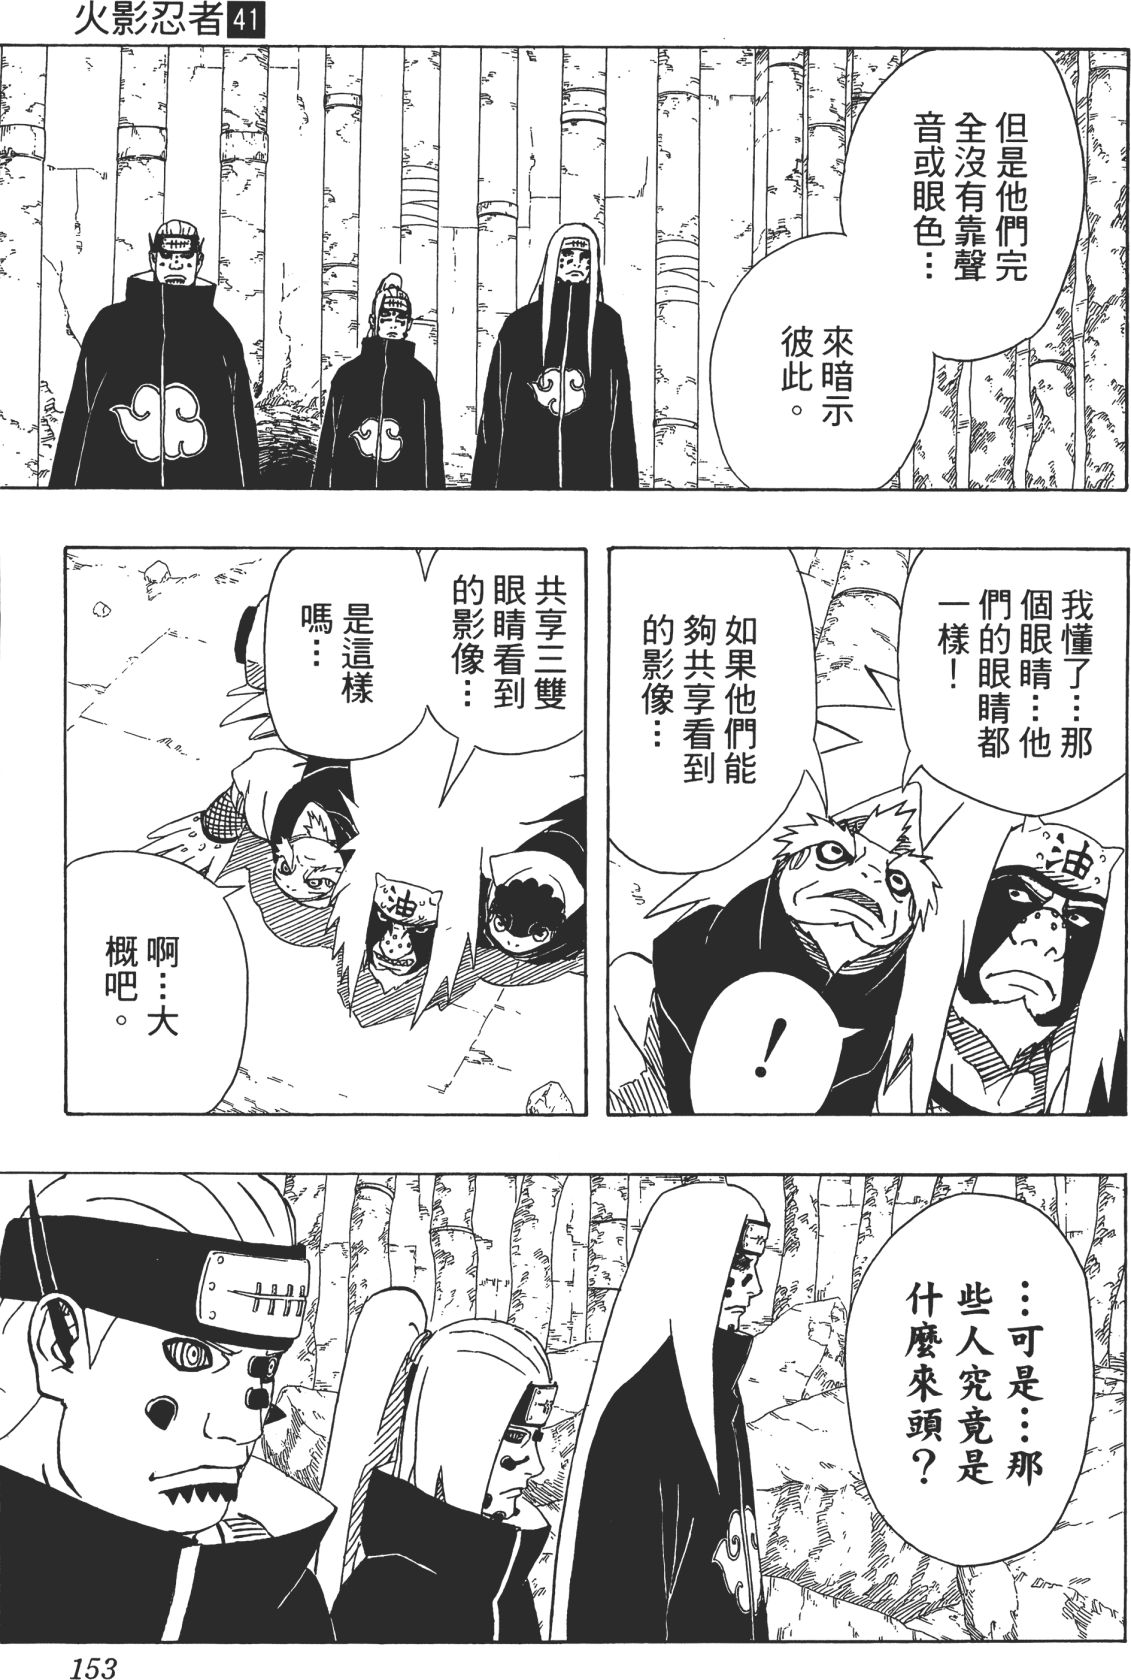 火影忍者41
但是他們完
全沒有靠聲
音或眼色…
來暗示
彼此。
我懂了…那
個眼睛…他
們的眼睛都
一樣！
如果他們能
夠共享看到
的影像…
！
油
共享三雙
眼睛看到
的影像…
是這樣
嗎…
油
啊…大
概吧。
…可是…那
些人究竟是
什麼來頭？
153